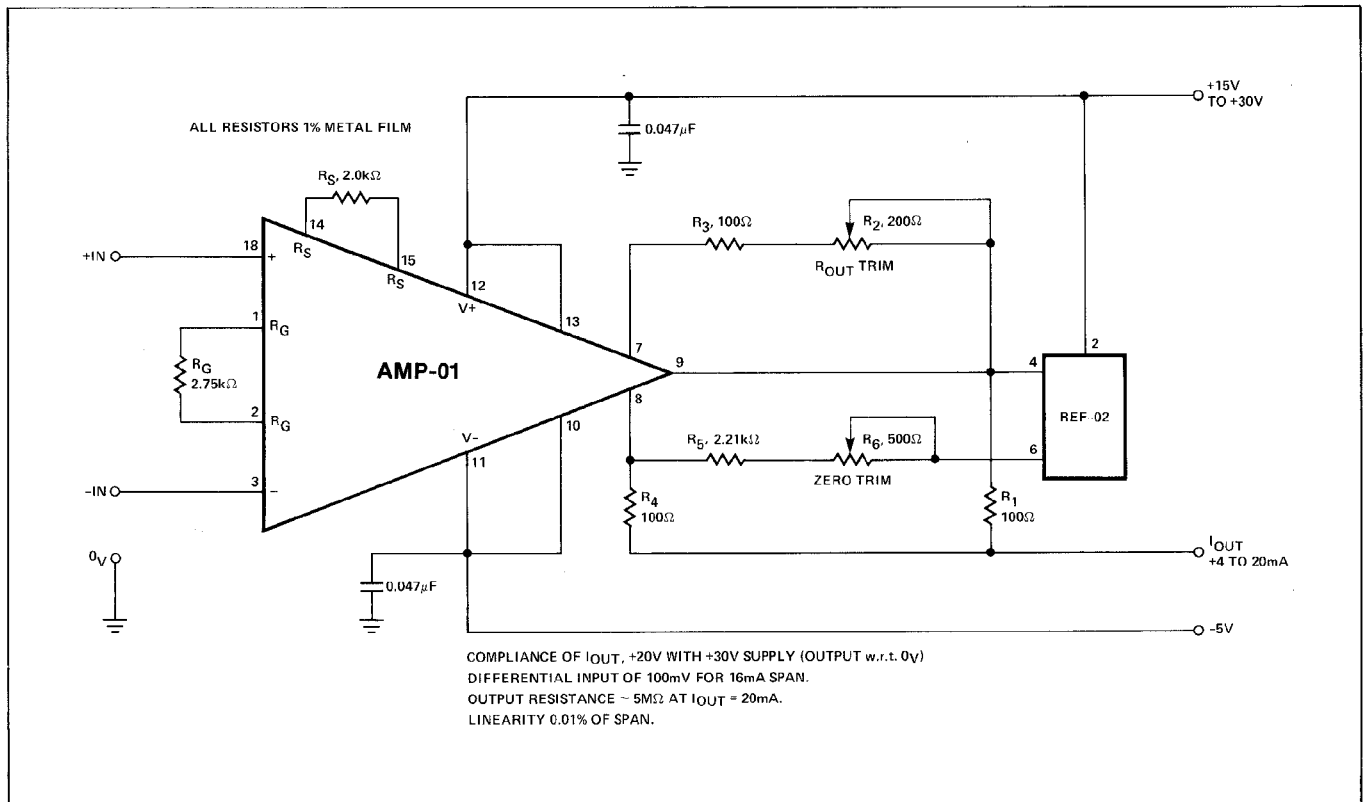 +15V
TO +30V
ALL RESISTORS 1% METAL FILM
0.047μF
RS, 2.0kΩ
14
RS
15
RS
R3, 100Ω
R2, 200Ω
ROUT TRIM
+IN
18
+
12
V+
13
1
RG
RG
2.75kΩ
2
RG
AMP-01
7
9
8
4
2
REF-02
6
V-
11
10
R5, 2.21kΩ
R6, 500Ω
ZERO TRIM
-IN
3
-
R4
100Ω
R1
100Ω
0V
0.047μF
IOUT
+4 TO 20mA
-5V
COMPLIANCE OF IOUT, +20V WITH +30V SUPPLY (OUTPUT w.r.t. 0V)
DIFFERENTIAL INPUT OF 100mV FOR 16mA SPAN.
OUTPUT RESISTANCE ~ 5MΩ AT IOUT = 20mA.
LINEARITY 0.01% OF SPAN.